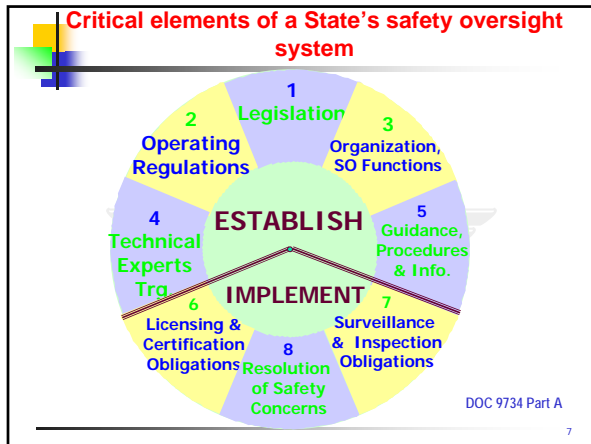 Critical elements of a State's safety oversight
system
1
Legislation
2
Operating
Regulations
3
Organization,
SO Functions
4
Technical
Experts
Trg.
5
Guidance,
Procedures
& Info.
ESTABLISH
IMPLEMENT
6
Licensing &
Certification
Obligations
7
Surveillance
& Inspection
Obligations
8
Resolution
of Safety
Concerns
DOC 9734 Part A
7